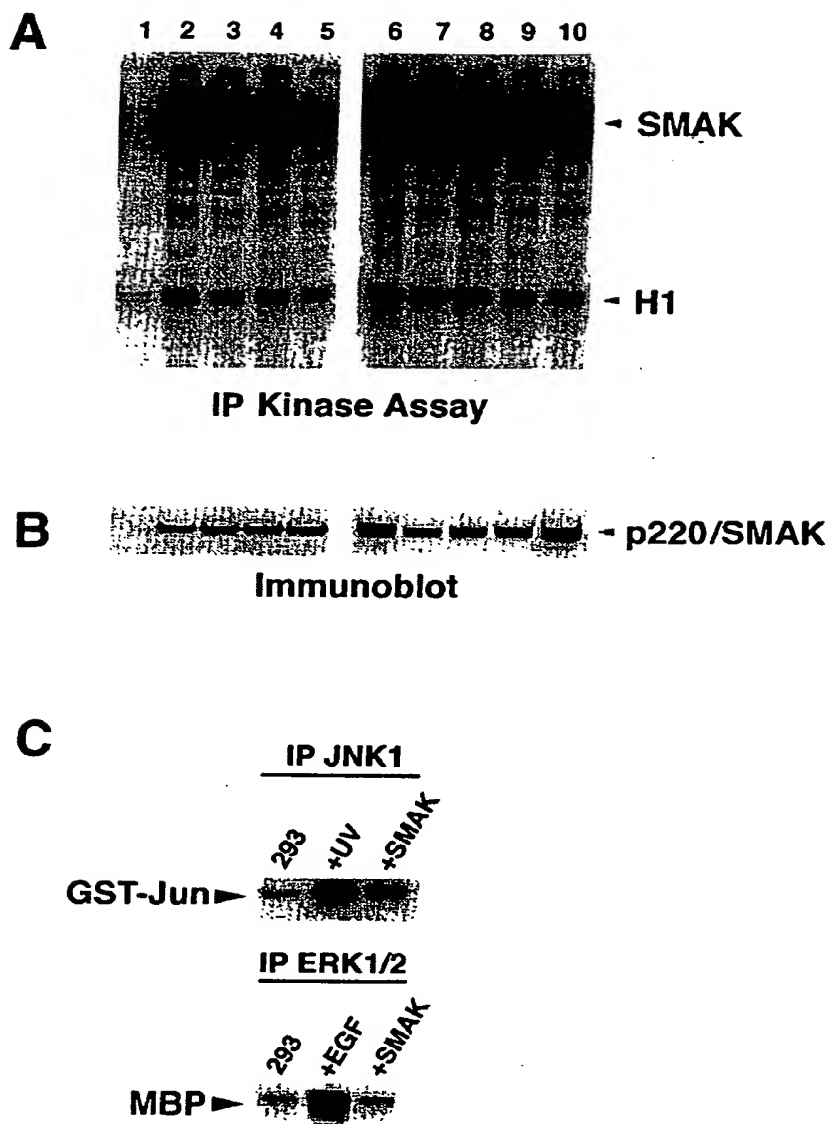 A
1 2 3 4 5 6 7 8 9 10
SMAK
H1
IP Kinase Assay
B
p220/SMAK
Immunoblot
C
IP JNK1
293 +UV +SMAK
GST-Jun
IP ERK1/2
293 +EGF +SMAK
MBP